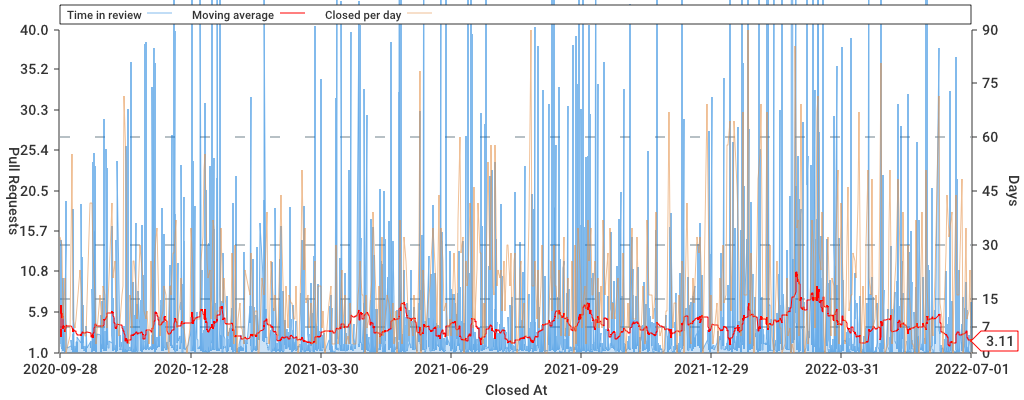 Time in review Moving average Closed per day
40.0 90
35.2 75
30.3 60
25.4 45
20.5 30
15.7 15
10.8 7
5.9 0
1.0 3.11
Pull Requests
Days
2020-09-28 2020-12-28 2021-03-30 2021-06-29 2021-09-29 2021-12-29 2022-03-31 2022-07-01
Closed At